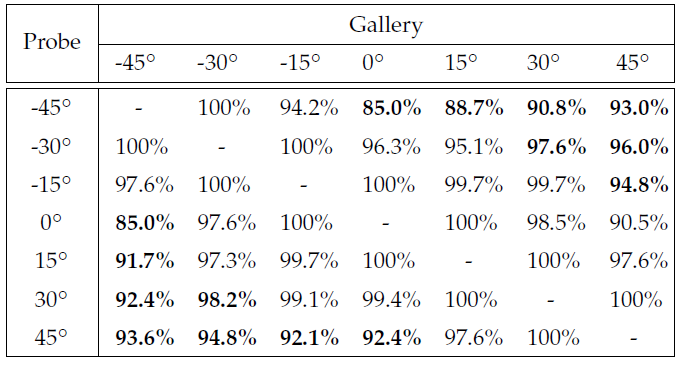 Gallery
Probe
-45° -30° -15° 0° 15° 30° 45°
-45° - 100% 94.2% 85.0% 88.7% 90.8% 93.0%
-30° 100% - 100% 96.3% 95.1% 97.6% 96.0%
-15° 97.6% 100% - 100% 99.7% 99.7% 94.8%
0° 85.0% 97.6% 100% - 100% 98.5% 90.5%
15° 91.7% 97.3% 99.7% 100% - 100% 97.6%
30° 92.4% 98.2% 99.1% 99.4% 100% - 100%
45° 93.6% 94.8% 92.1% 92.4% 97.6% 100% -